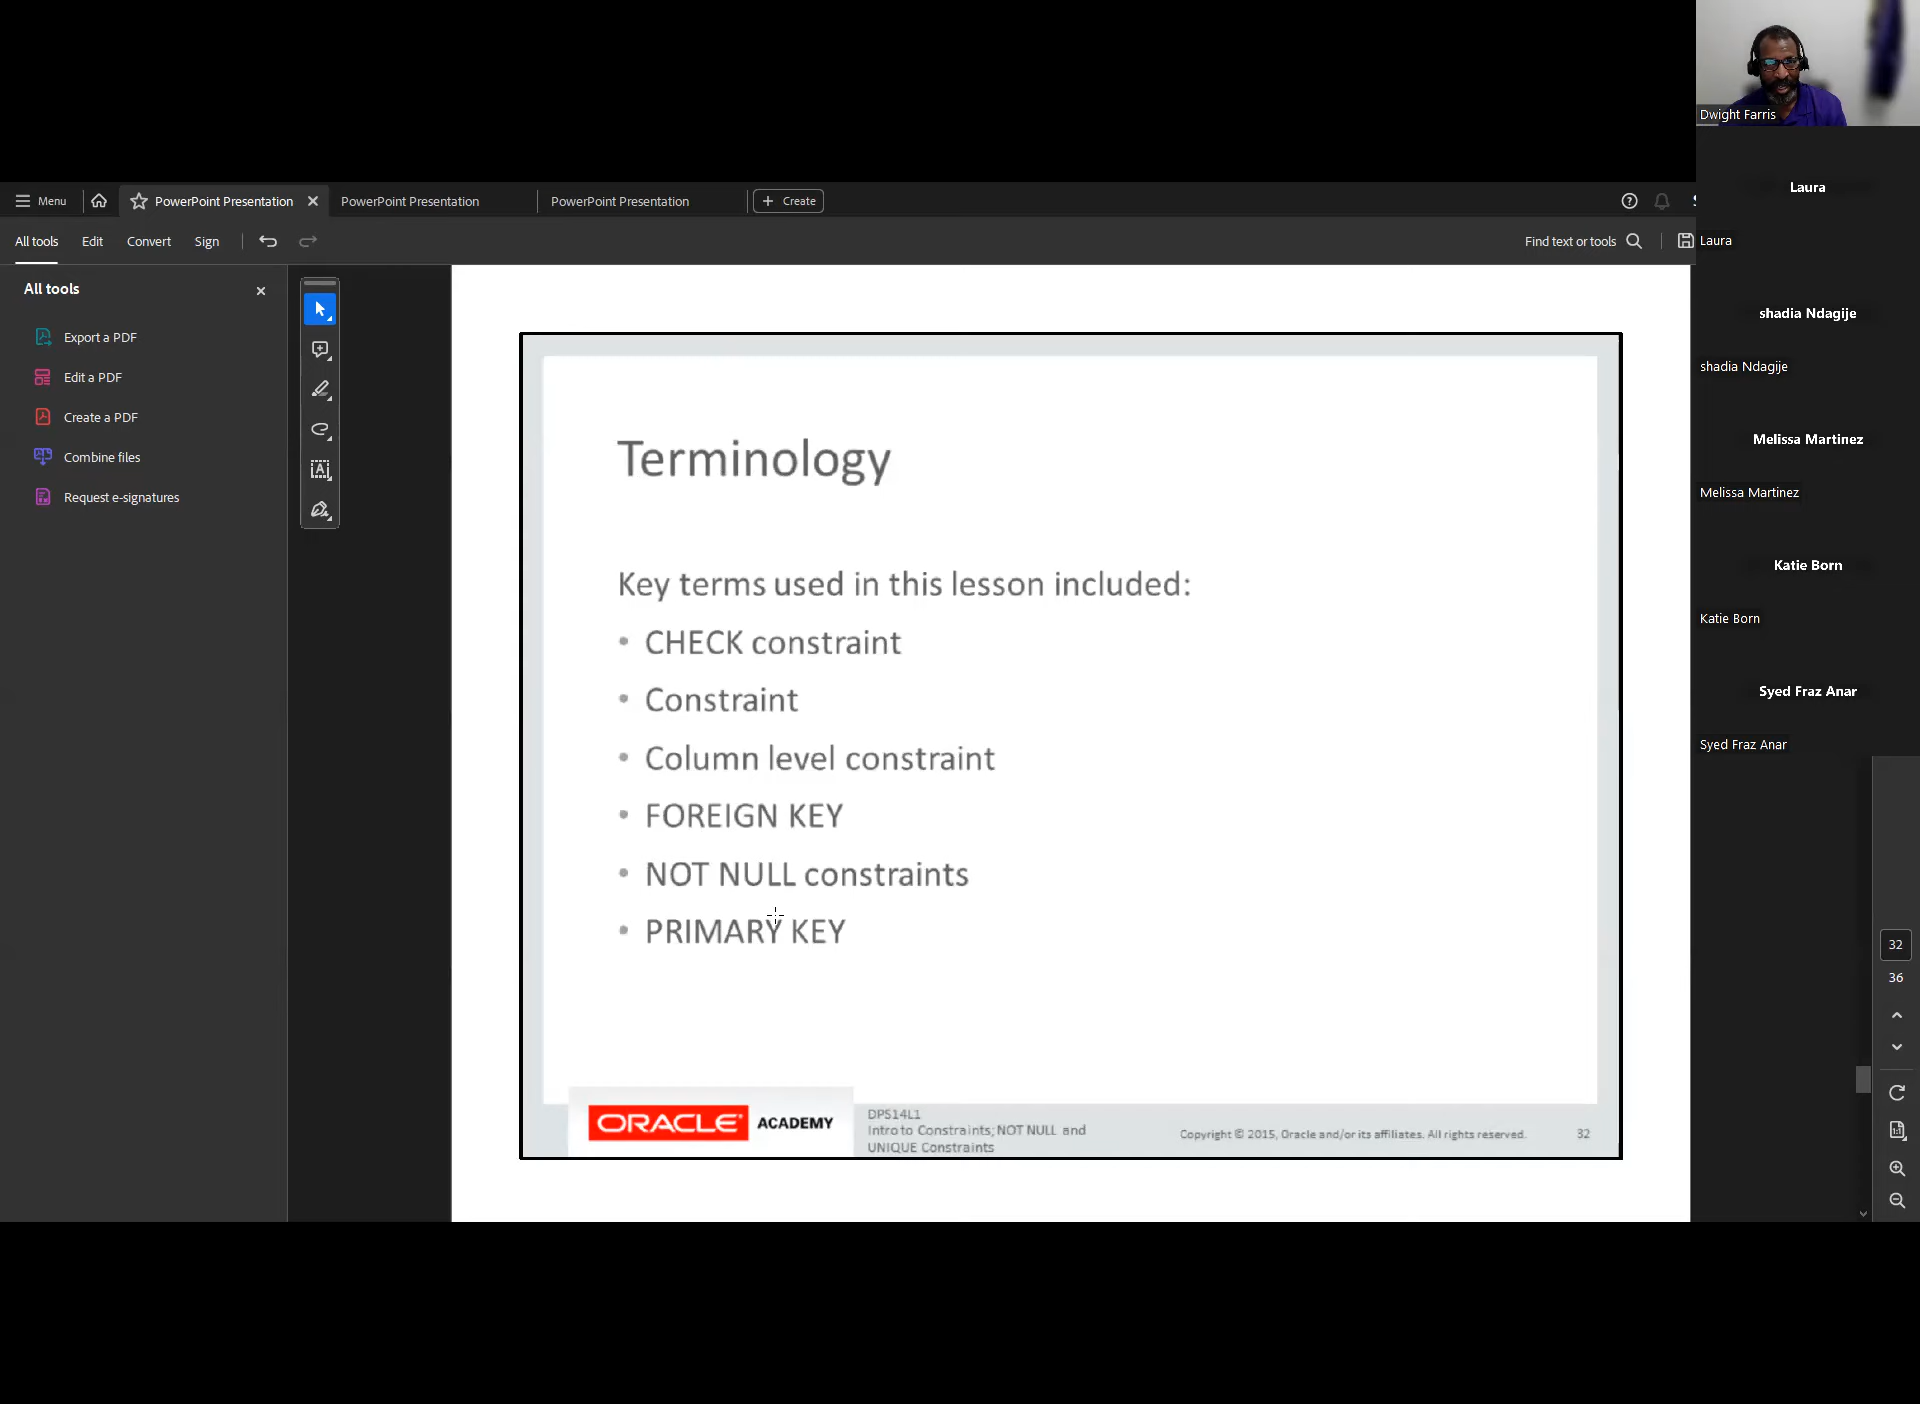 Dwight Farris
Menu
PowerPoint Presentation
PowerPoint Presentation
PowerPoint Presentation
Create
All tools
Edit
Convert
Sign
Find text or tools
Laura
Laura
All tools
Export a PDF
Edit a PDF
Create a PDF
Combine files
Request e-signatures
Terminology
Key terms used in this lesson included:
• CHECK constraint
• Constraint
• Column level constraint
• FOREIGN KEY
• NOT NULL constraints
• PRIMARY KEY
ORACLE ACADEMY
DPS14L1
Intro to Constraints; NOT NULL and
UNIQUE Constraints
Copyright © 2015, Oracle and/or its affiliates. All rights reserved.
32
shadia Ndagije
shadia Ndagije
Melissa Martinez
Melissa Martinez
Katie Born
Katie Born
Syed Fraz Anar
Syed Fraz Anar
32
36